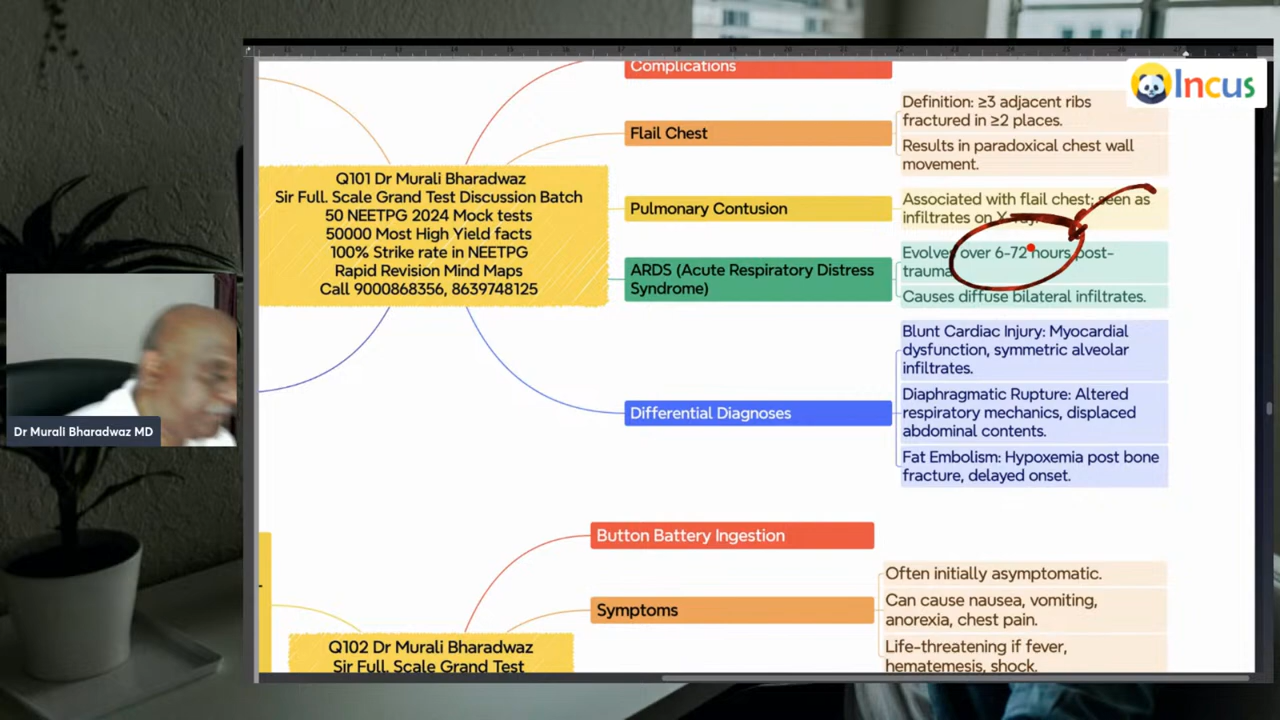 Incus
Complications
Flail Chest
Definition: ≥3 adjacent ribs
fractured in ≥2 places.
Results in paradoxical chest wall
movement.
Q101 Dr Murali Bharadwaz
Sir Full. Scale Grand Test Discussion Batch
50 NEETPG 2024 Mock tests
50000 Most High Yield facts
100% Strike rate in NEETPG
Rapid Revision Mind Maps
Call 9000868356, 8639748125
Pulmonary Contusion
Associated with flail chest; seen as
infiltrates on X-ray.
ARDS (Acute Respiratory Distress
Syndrome)
Evolves over 6-72 hours post-
trauma
Causes diffuse bilateral infiltrates.
Differential Diagnoses
Blunt Cardiac Injury: Myocardial
dysfunction, symmetric alveolar
infiltrates.
Diaphragmatic Rupture: Altered
respiratory mechanics, displaced
abdominal contents.
Fat Embolism: Hypoxemia post bone
fracture, delayed onset.
Dr Murali Bharadwaz MD
Button Battery Ingestion
Symptoms
Often initially asymptomatic.
Can cause nausea, vomiting,
anorexia, chest pain.
Life-threatening if fever,
hematemesis, shock.
Q102 Dr Murali Bharadwaz
Sir Full. Scale Grand Test